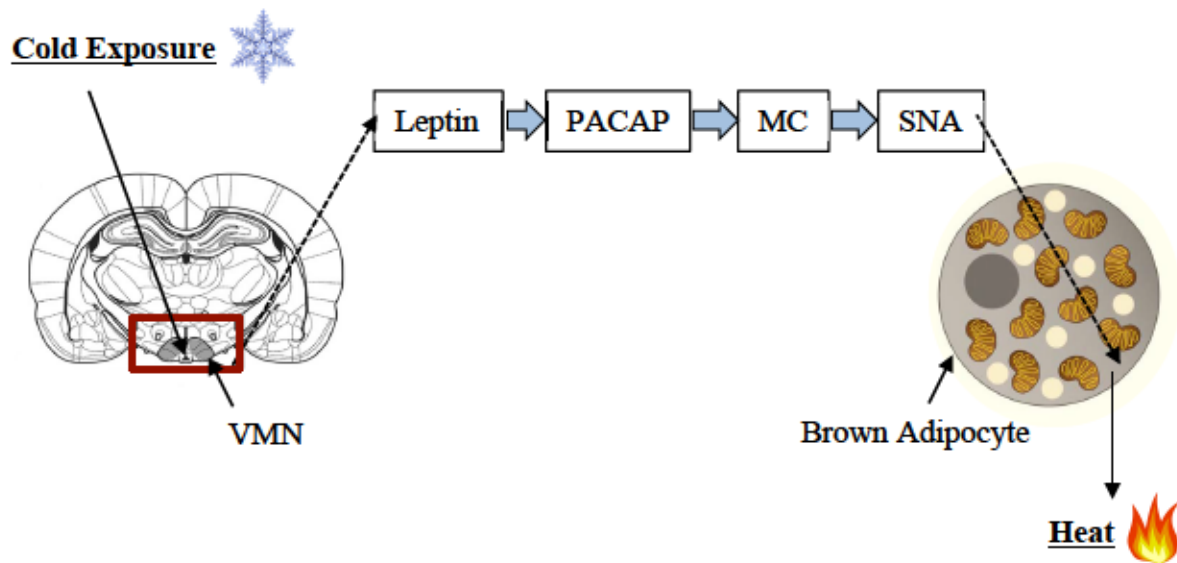 Cold Exposure
Leptin
PACAP
MC
SNA
VMN
Brown Adipocyte
Heat